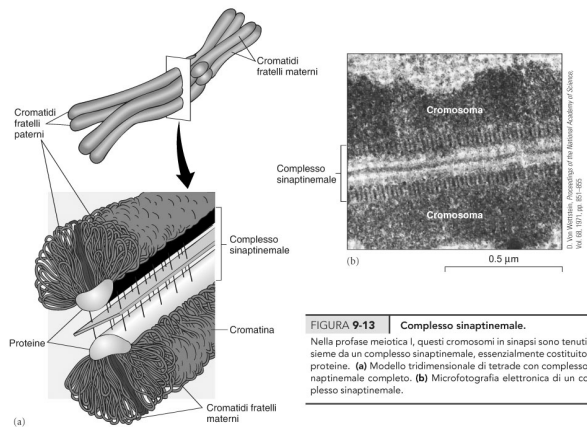 Cromatidi
fratelli materni
Cromatidi
fratelli
paterni
Complesso
sinaptinemale
Cromatina
Proteine
Cromatidi fratelli
materni
(a)
Cromosoma
Complesso
sinaptinemale
Cromosoma
(b)
0.5 μm
D. Von Wettstein, Proceedings of the National Academy of Science,
Vol. 68, 1971, pp. 851–855
FIGURA 9-13 Complesso sinaptinemale.
Nella profase meiotica I, questi cromosomi in sinapsi sono tenuti
sieme da un complesso sinaptinemale, essenzialmente costituito
proteine. (a) Modello tridimensionale di tetrade con complesso
naptinemale completo. (b) Microfotografia elettronica di un co
plesso sinaptinemale.